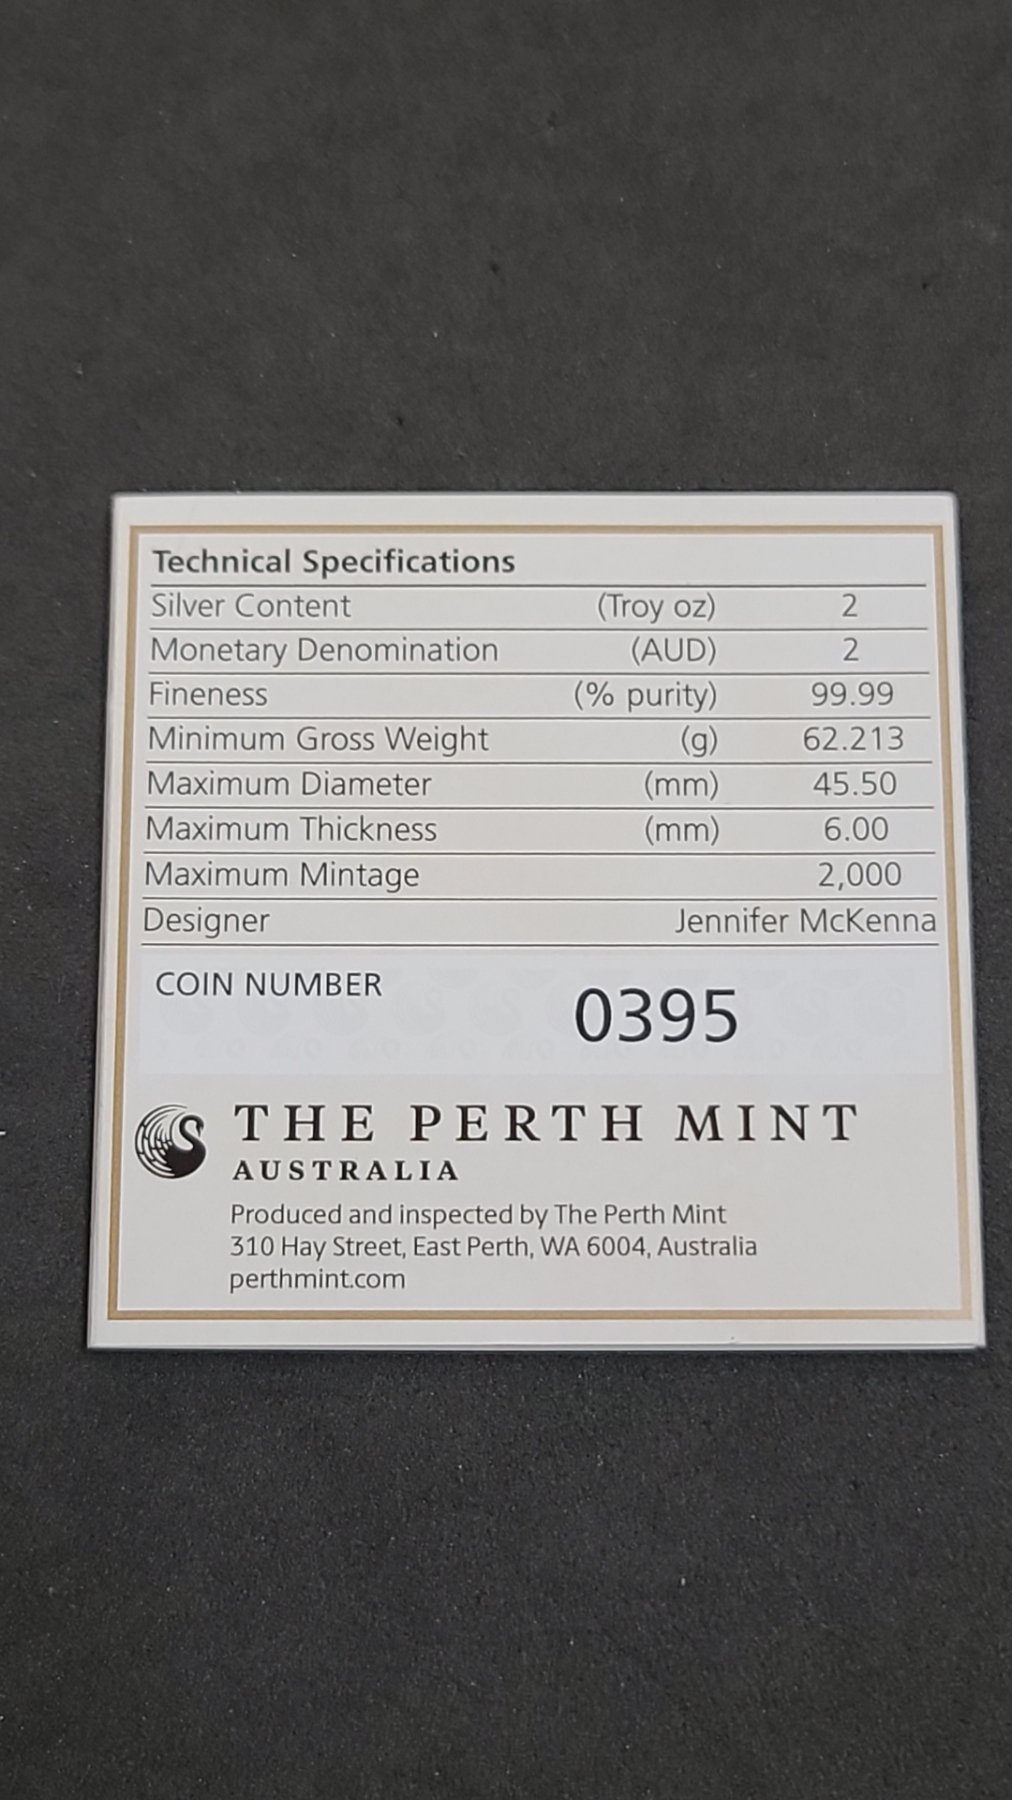 Technical Specifications
Silver Content (Troy oz) 2
Monetary Denomination (AUD) 2
Fineness (% purity) 99.99
Minimum Gross Weight (g) 62.213
Maximum Diameter (mm) 45.50
Maximum Thickness (mm) 6.00
Maximum Mintage 2,000
Designer Jennifer McKenna
COIN NUMBER 0395
THE PERTH MINT
AUSTRALIA
Produced and inspected by The Perth Mint
310 Hay Street, East Perth, WA 6004, Australia
perthmint.com